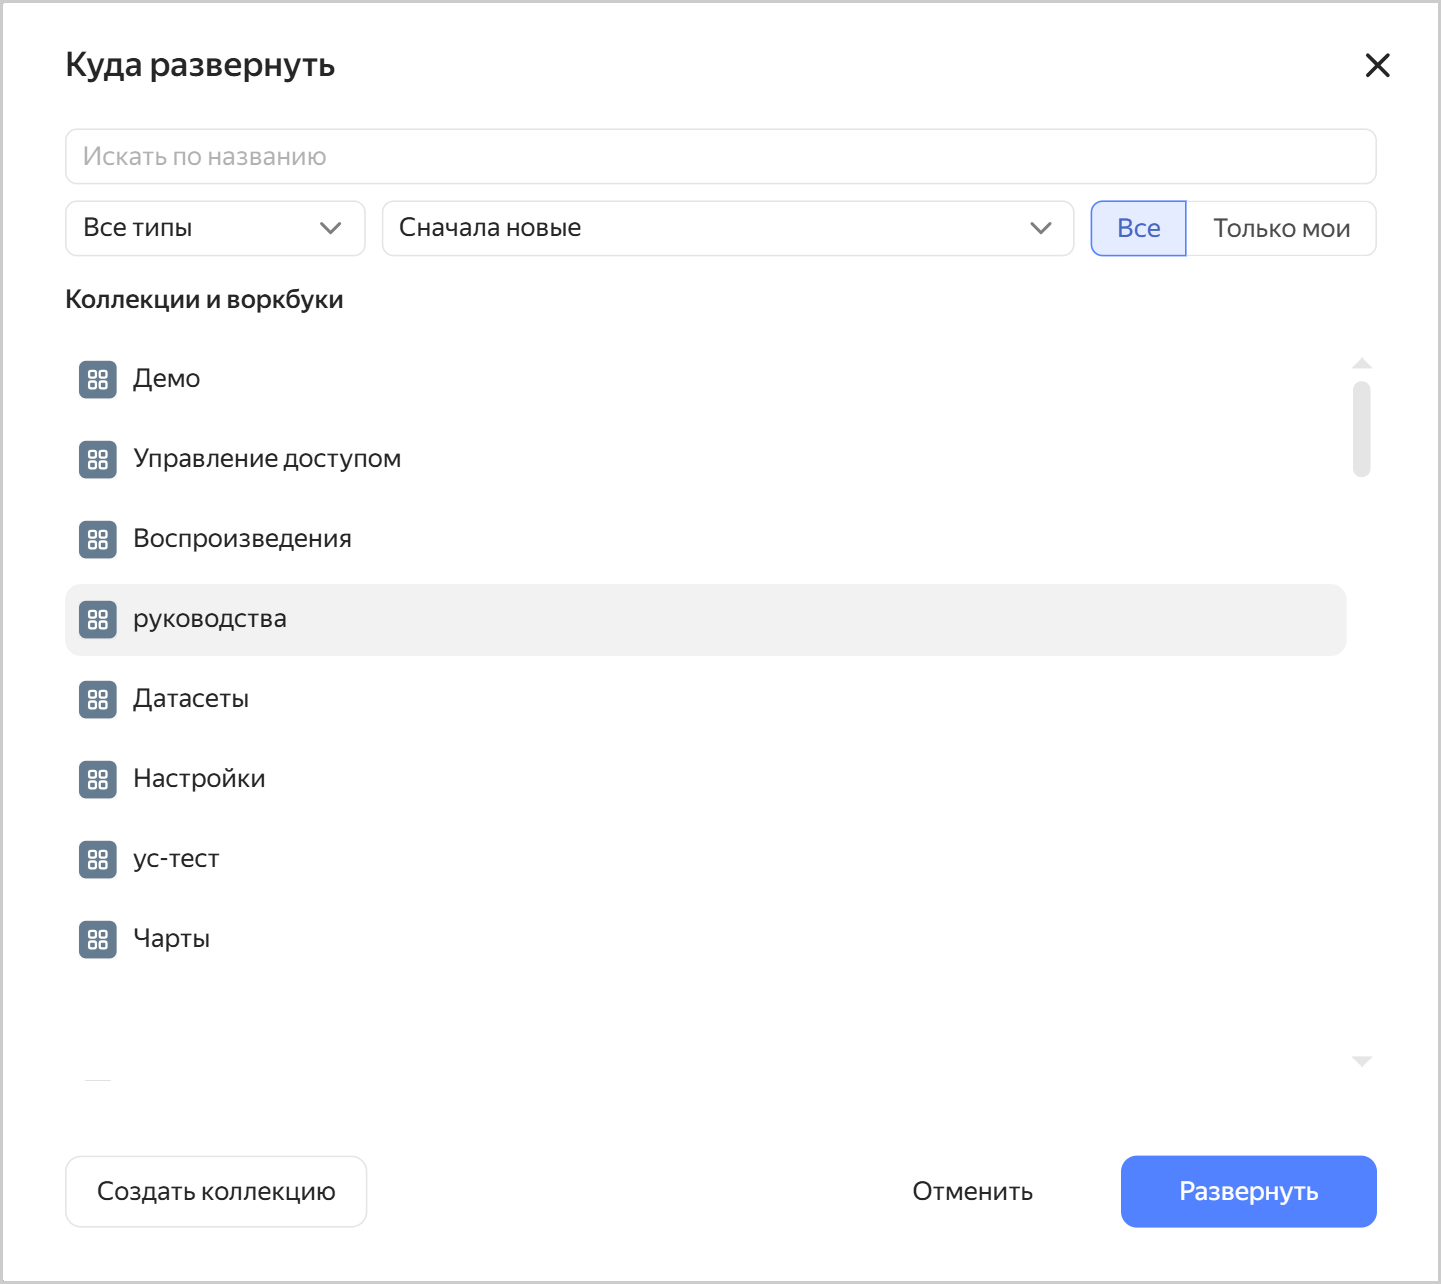 Куда развернуть
Искать по названию
Все типы
Сначала новые
Все
Только мои
Коллекции и воркбуки
Демо
Управление доступом
Воспроизведения
руководства
Датасеты
Настройки
ус-тест
Чарты
Создать коллекцию
Отменить
Развернуть